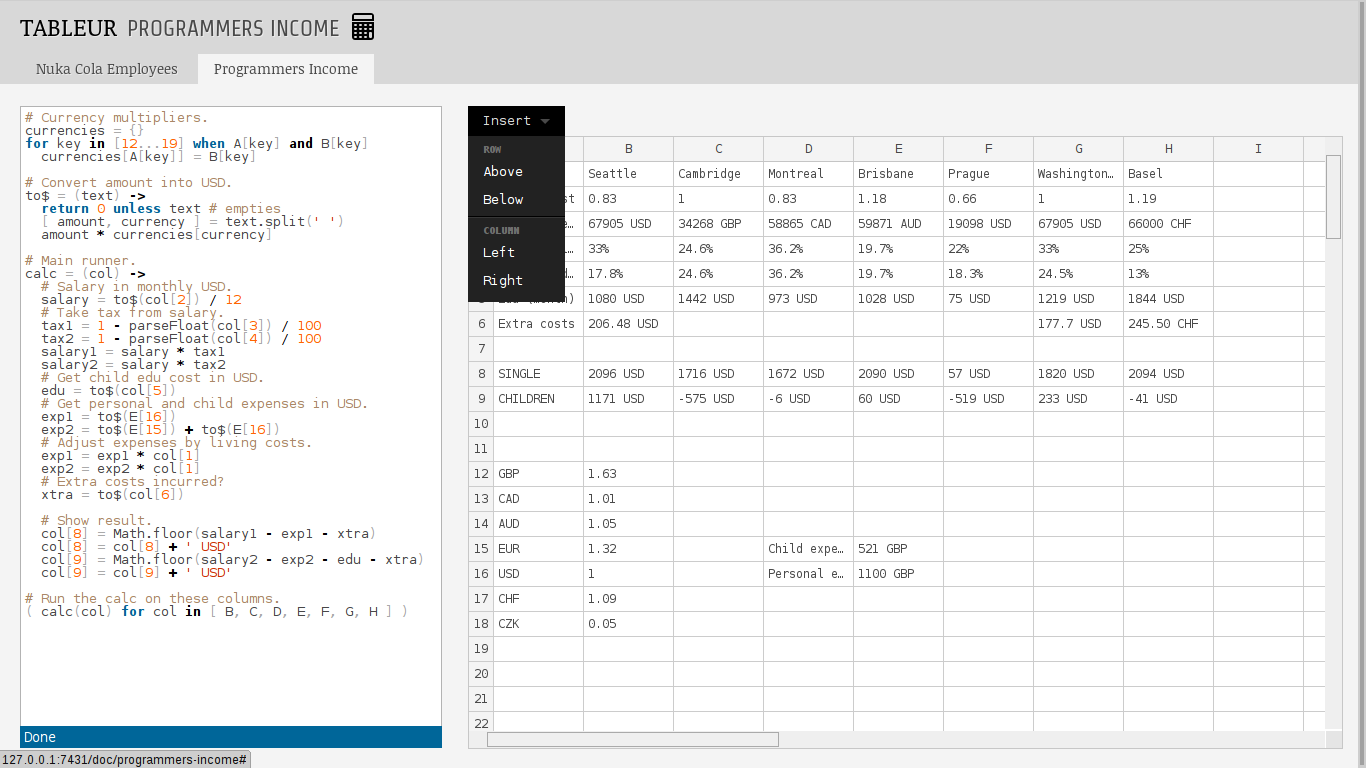 TABLEUR PROGRAMMERS INCOME
Nuka Cola Employees Programmers Income
# Currency multipliers.
currencies = {}
for key in [12...19] when A[key] and B[key]
currencies[A[key]] = B[key]
# Convert amount into USD.
to$ = (text) ->
return 0 unless text # empties
[ amount, currency ] = text.split(' ')
amount * currencies[currency]
# Main runner.
calc = (col) ->
# Salary in monthly USD.
salary = to$(col[2]) / 12
# Take tax from salary.
tax1 = 1 - parseFloat(col[3]) / 100
tax2 = 1 - parseFloat(col[4]) / 100
salary1 = salary * tax1
salary2 = salary * tax2
# Get child edu cost in USD.
edu = to$(col[5])
# Get personal and child expenses in USD.
exp1 = to$(E[16])
exp2 = to$(E[15]) + to$(E[16])
# Adjust expenses by living costs.
exp1 = exp1 * col[1]
exp2 = exp2 * col[1]
# Extra costs incurred?
xtra = to$(col[6])
# Show result.
col[8] = Math.floor(salary1 - exp1 - xtra)
col[8] = col[8] + ' USD'
col[9] = Math.floor(salary2 - exp2 - edu - xtra)
col[9] = col[9] + ' USD'
# Run the calc on these columns.
( calc(col) for col in [ B, C, D, E, F, G, H ] )
Done
Insert
ROW
Above
Below
COLUMN
Left
Right
B C D E F G H I
Seattle Cambridge Montreal Brisbane Prague Washington… Basel
0.83 1 0.83 1.18 0.66 1 1.19
67905 USD 34268 GBP 58865 CAD 59871 AUD 19098 USD 67905 USD 66000 CHF
33% 24.6% 36.2% 19.7% 22% 33% 25%
17.8% 24.6% 36.2% 19.7% 18.3% 24.5% 13%
1080 USD 1442 USD 973 USD 1028 USD 75 USD 1219 USD 1844 USD
6 Extra costs 206.48 USD 177.7 USD 245.50 CHF
7
8 SINGLE 2096 USD 1716 USD 1672 USD 2090 USD 57 USD 1820 USD 2094 USD
9 CHILDREN 1171 USD -575 USD -6 USD 60 USD -519 USD 233 USD -41 USD
10
11
12 GBP 1.63
13 CAD 1.01
14 AUD 1.05
15 EUR 1.32 Child expe… 521 GBP
16 USD 1 Personal e… 1100 GBP
17 CHF 1.09
18 CZK 0.05
19
20
21
22
127.0.0.1:7431/doc/programmers-income#